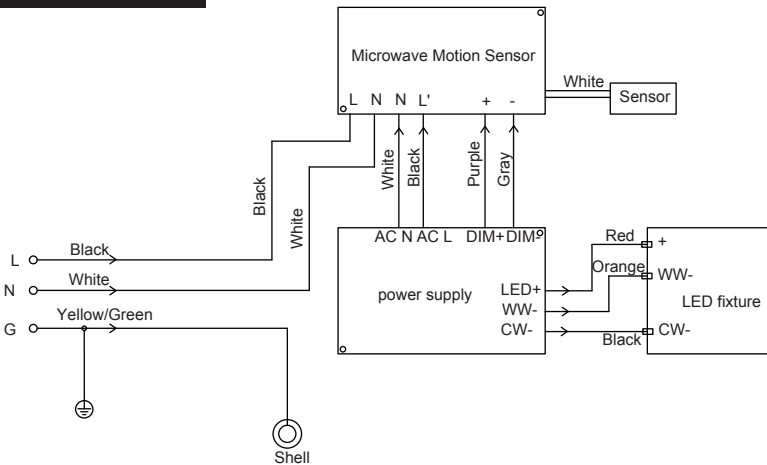 Microwave Motion Sensor
L N N L' + -
White
Sensor
Black
White
White
Black
Purple
Gray
L
Black
N
White
G
Yellow/Green
Shell
AC N AC L DIM+ DIM-
power supply
LED+
WW-
CW-
Red
Orange
Black
+
WW-
LED fixture
CW-